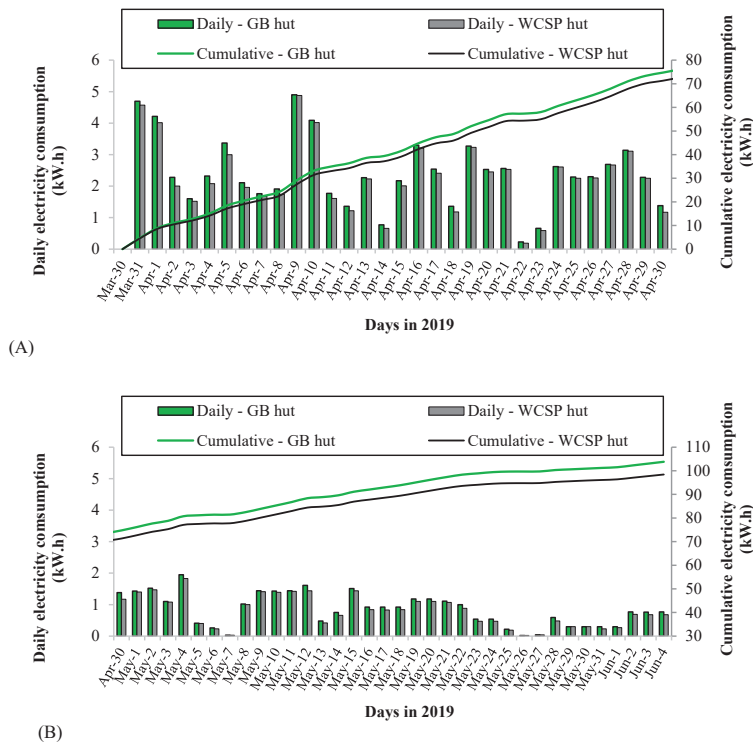 Daily - GB hut
Daily - WCSP hut
Cumulative - GB hut
Cumulative - WCSP hut
Daily electricity comsumption
(kW.h)
6
5
4
3
2
1
0
80
70
60
50
40
30
20
10
0
Cumulative electricity consumption
(kW.h)
Mar-30
Mar-31
Apr-1
Apr-2
Apr-3
Apr-4
Apr-5
Apr-6
Apr-7
Apr-8
Apr-9
Apr-10
Apr-11
Apr-12
Apr-13
Apr-14
Apr-15
Apr-16
Apr-17
Apr-18
Apr-19
Apr-20
Apr-21
Apr-22
Apr-23
Apr-24
Apr-25
Apr-26
Apr-27
Apr-28
Apr-29
Apr-30
Days in 2019
(A)
Daily - GB hut
Daily - WCSP hut
Cumulative - GB hut
Cumulative - WCSP hut
Daily electricity comsumption
(kW.h)
6
5
4
3
2
1
0
110
100
90
80
70
60
50
40
30
Cumulative electricity consumption
(kW.h)
Apr-30
May-1
May-2
May-3
May-4
May-5
May-6
May-7
May-8
May-9
May-10
May-11
May-12
May-13
May-14
May-15
May-16
May-17
May-18
May-19
May-20
May-21
May-22
May-23
May-24
May-25
May-26
May-27
May-28
May-29
May-30
May-31
Jun-1
Jun-2
Jun-3
Jun-4
Days in 2019
(B)